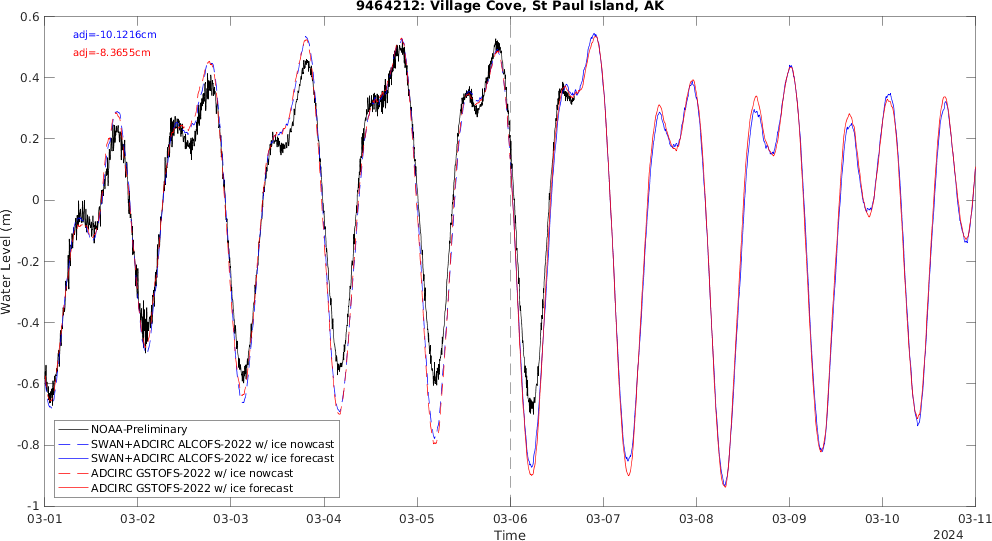 9464212: Village Cove, St Paul Island, AK
adj=-10.1216cm
adj=-8.3655cm
Water Level (m)
0.6
0.4
0.2
0
-0.2
-0.4
-0.6
-0.8
-1
NOAA-Preliminary
SWAN+ADCIRC ALCOFS-2022 w/ ice nowcast
SWAN+ADCIRC ALCOFS-2022 w/ ice forecast
ADCIRC GSTOFS-2022 w/ ice nowcast
ADCIRC GSTOFS-2022 w/ ice forecast
03-01 03-02 03-03 03-04 03-05 03-06 03-07 03-08 03-09 03-10 03-11
Time
2024